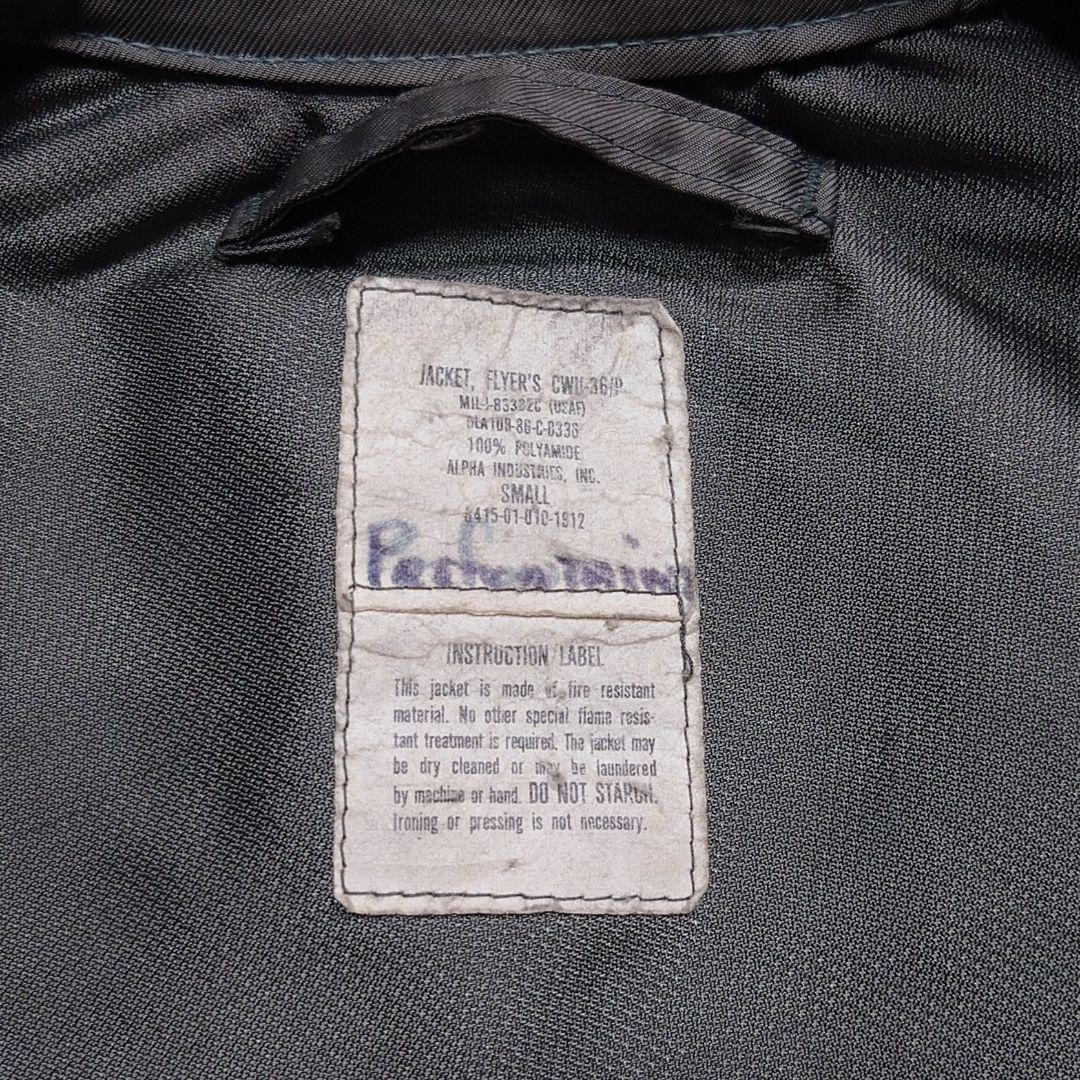 JACKET, FLYER'S CWU-36/P
MIL-J-83382C (USAF)
DLA100-86-C-0338
100% POLYAMIDE
ALPHA INDUSTRIES, INC.
SMALL
8415-01-010-1912
INSTRUCTION LABEL
This jacket is made of fire resistant
material. No other special flame resis-
tant treatment is required. The jacket may
be dry cleaned or may be laundered
by machine or hand. DO NOT STARCH.
Ironing or pressing is not necessary.